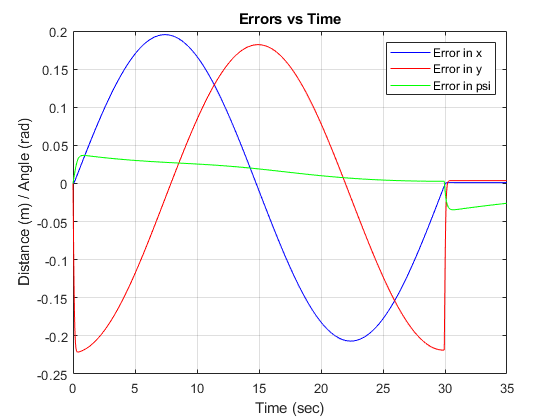 Errors vs Time
0.2
0.15
0.1
0.05
0
-0.05
-0.1
-0.15
-0.2
-0.25
Distance (m) / Angle (rad)
Error in x
Error in y
Error in psi
0 5 10 15 20 25 30 35
Time (sec)